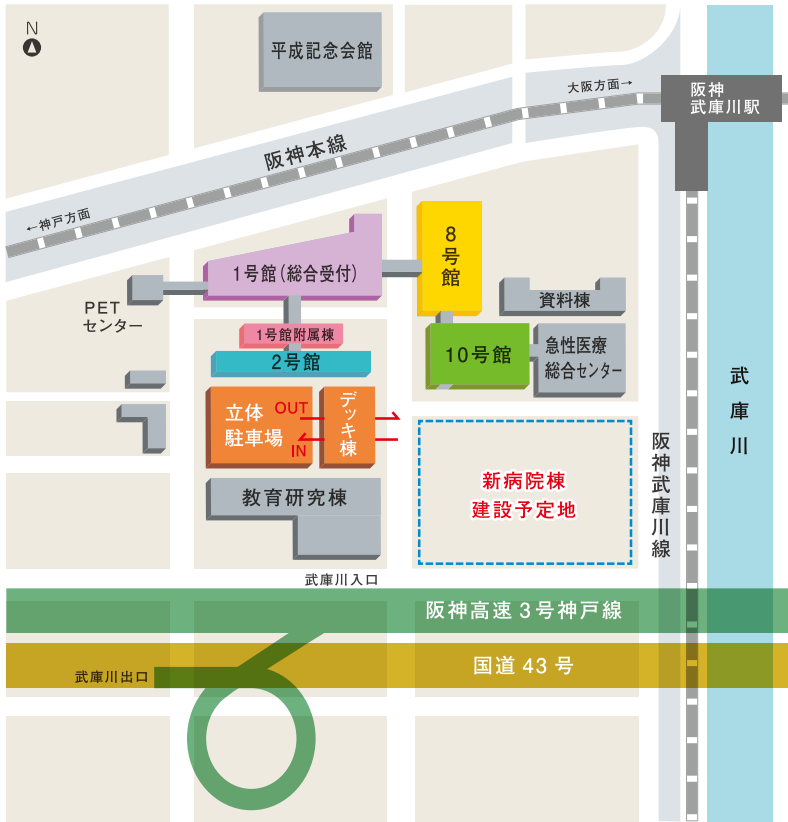 N
平成記念会館
大阪方面→
阪神
武庫川駅
阪神本線
←神戸方面
8号館
1号館(総合受付)
PET
センター
資料棟
1号館附属棟
2号館
10号館
急性医療
総合センター
武庫川
立体
駐車場
OUT
IN
デッキ棟
阪神武庫川線
新病院棟
建設予定地
教育研究棟
武庫川入口
阪神高速3号神戸線
国道43号
武庫川出口